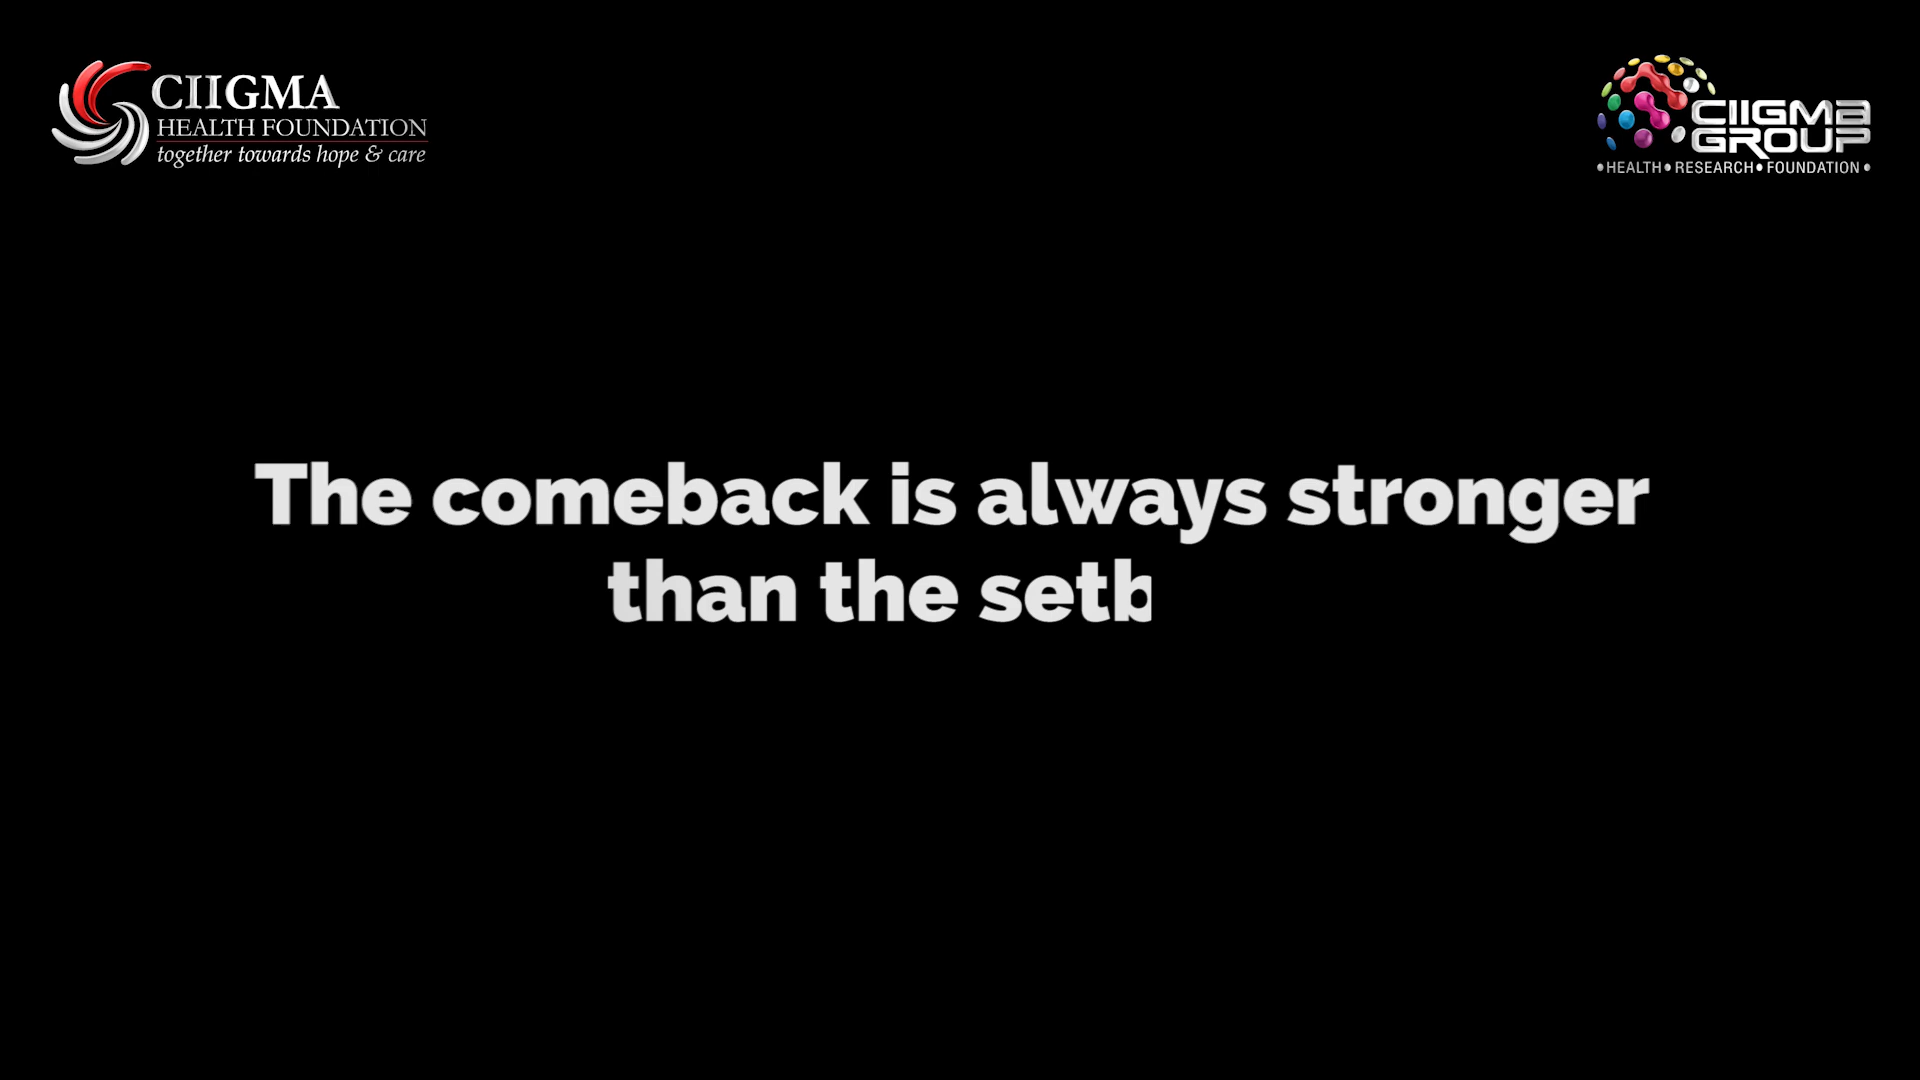 CIIGMA
HEALTH FOUNDATION
together towards hope & care
CIIGMA
GROUP
• HEALTH • RESEARCH • FOUNDATION •
The comeback is always stronger
than the setb